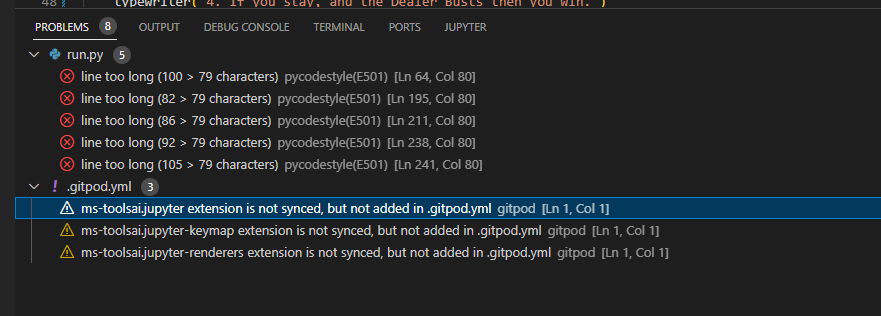 48 typewriter("4. If you stay, and the Dealer Busts then you win.")
PROBLEMS 8 OUTPUT DEBUG CONSOLE TERMINAL PORTS JUPYTER
run.py 5
line too long (100 > 79 characters) pycodestyle(E501) [Ln 64, Col 80]
line too long (82 > 79 characters) pycodestyle(E501) [Ln 195, Col 80]
line too long (86 > 79 characters) pycodestyle(E501) [Ln 211, Col 80]
line too long (92 > 79 characters) pycodestyle(E501) [Ln 238, Col 80]
line too long (105 > 79 characters) pycodestyle(E501) [Ln 241, Col 80]
! .gitpod.yml 3
ms-toolsai.jupyter extension is not synced, but not added in .gitpod.yml gitpod [Ln 1, Col 1]
ms-toolsai.jupyter-keymap extension is not synced, but not added in .gitpod.yml gitpod [Ln 1, Col 1]
ms-toolsai.jupyter-renderers extension is not synced, but not added in .gitpod.yml gitpod [Ln 1, Col 1]